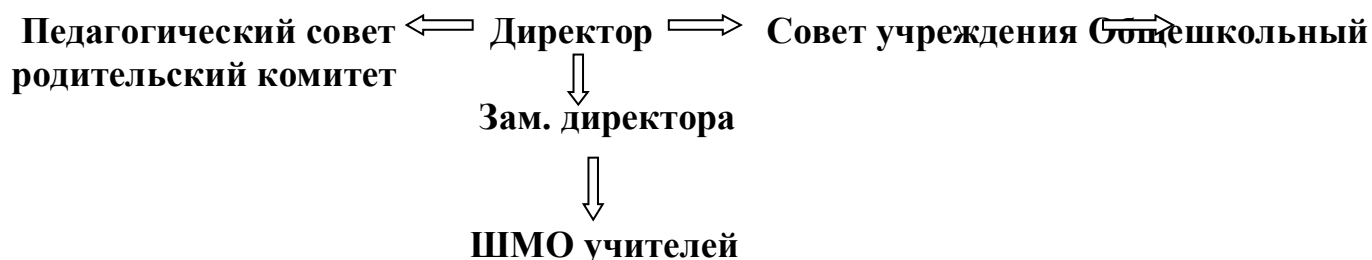 Педагогический совет Директор Совет учреждения Общешкольный
родительский комитет
Зам. директора
ШМО учителей